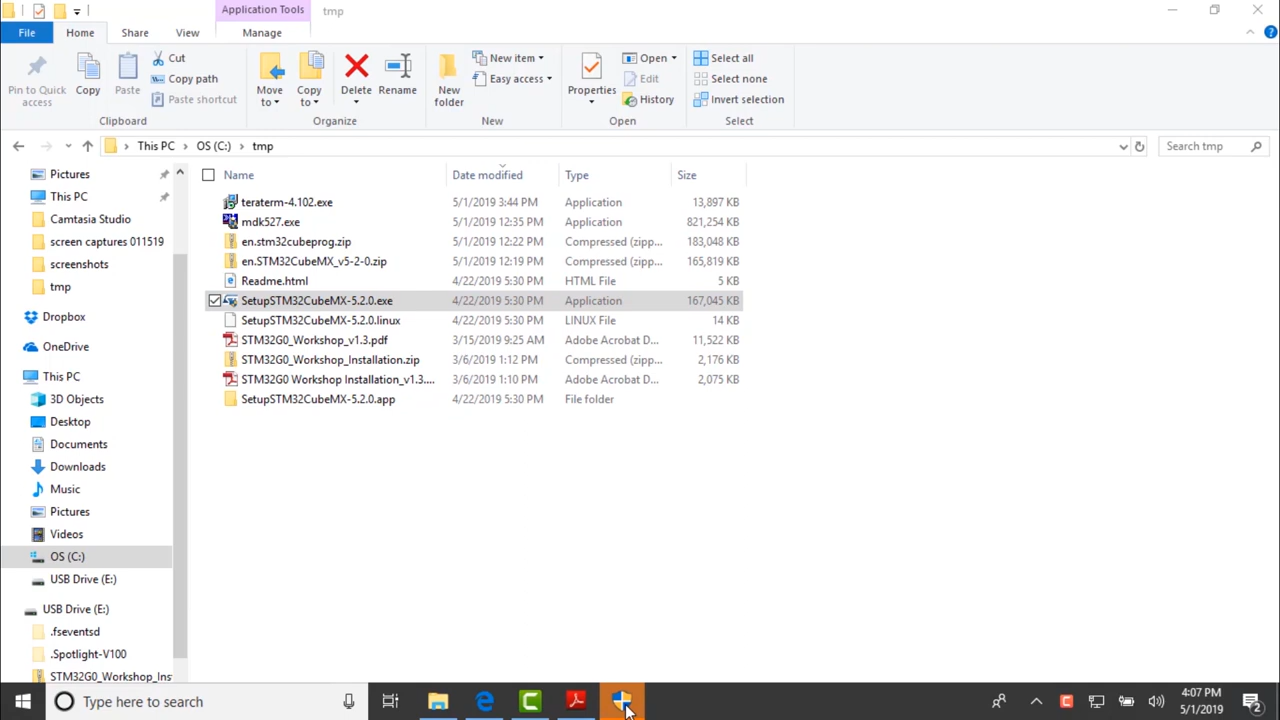 Application Tools
tmp
File
Home
Share
View
Manage
Pin to Quick access
Copy
Paste
Cut
Copy path
Paste shortcut
Clipboard
Move to
Copy to
Delete
Rename
Organize
New folder
New item
Easy access
New
Properties
Open
Edit
History
Open
Select all
Select none
Invert selection
Select
This PC
OS (C:)
tmp
Search tmp
Pictures
This PC
Camtasia Studio
screen captures 011519
screenshots
tmp
Dropbox
OneDrive
This PC
3D Objects
Desktop
Documents
Downloads
Music
Pictures
Videos
OS (C:)
USB Drive (E:)
USB Drive (E:)
.fseventsd
.Spotlight-V100
STM32G0_Workshop_Ins
Name Date modified Type Size
teraterm-4.102.exe 5/1/2019 3:44 PM Application 13,897 KB
mdk527.exe 5/1/2019 12:35 PM Application 821,254 KB
en.stm32cubeprog.zip 5/1/2019 12:22 PM Compressed (zipp... 183,048 KB
en.STM32CubeMX_v5-2-0.zip 5/1/2019 12:19 PM Compressed (zipp... 165,819 KB
Readme.html 4/22/2019 5:30 PM HTML File 5 KB
SetupSTM32CubeMX-5.2.0.exe 4/22/2019 5:30 PM Application 167,045 KB
SetupSTM32CubeMX-5.2.0.linux 4/22/2019 5:30 PM LINUX File 14 KB
STM32G0_Workshop_v1.3.pdf 3/15/2019 9:25 AM Adobe Acrobat D... 11,522 KB
STM32G0_Workshop_Installation.zip 3/6/2019 1:12 PM Compressed (zipp... 2,176 KB
STM32G0 Workshop Installation_v1.3.... 3/6/2019 1:10 PM Adobe Acrobat D... 2,075 KB
SetupSTM32CubeMX-5.2.0.app 4/22/2019 5:30 PM File folder
Type here to search
4:07 PM
5/1/2019
2